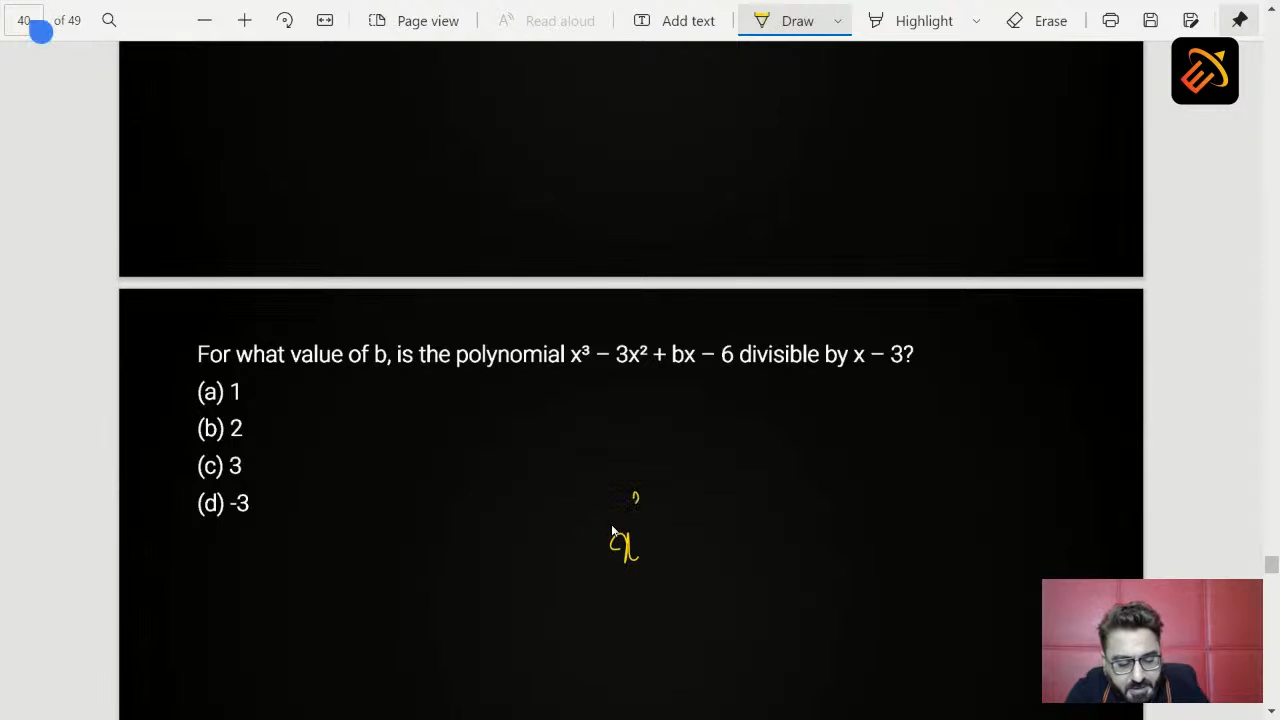 40 of 49 Page view Read aloud Add text Draw Highlight Erase
For what value of b, is the polynomial x³ – 3x² + bx – 6 divisible by x – 3?
(a) 1
(b) 2
(c) 3
(d) -3
x